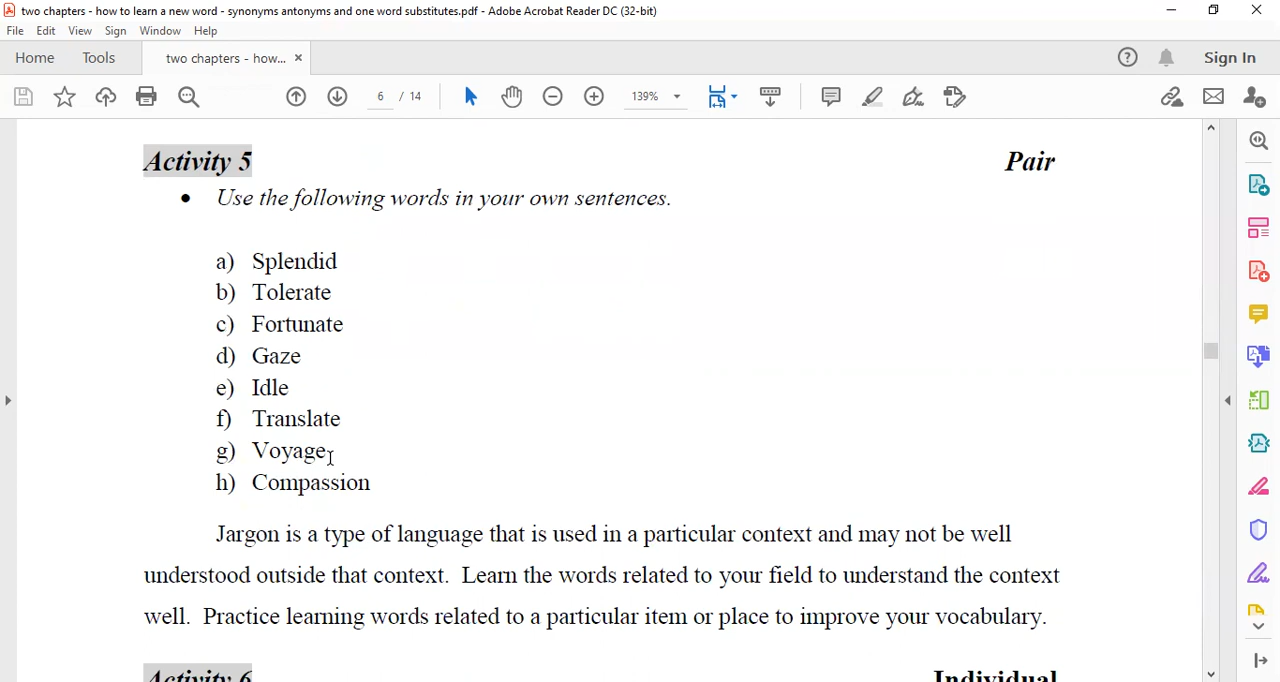 two chapters - how to learn a new word - synonyms antonyms and one word substitutes.pdf - Adobe Acrobat Reader DC (32-bit)
File Edit View Sign Window Help
Home Tools two chapters - how... × Sign In
6 / 14 139%
Activity 5 Pair
• Use the following words in your own sentences.
a) Splendid
b) Tolerate
c) Fortunate
d) Gaze
e) Idle
f) Translate
g) Voyage
h) Compassion
Jargon is a type of language that is used in a particular context and may not be well
understood outside that context. Learn the words related to your field to understand the context
well. Practice learning words related to a particular item or place to improve your vocabulary.
Activity 6 Individual